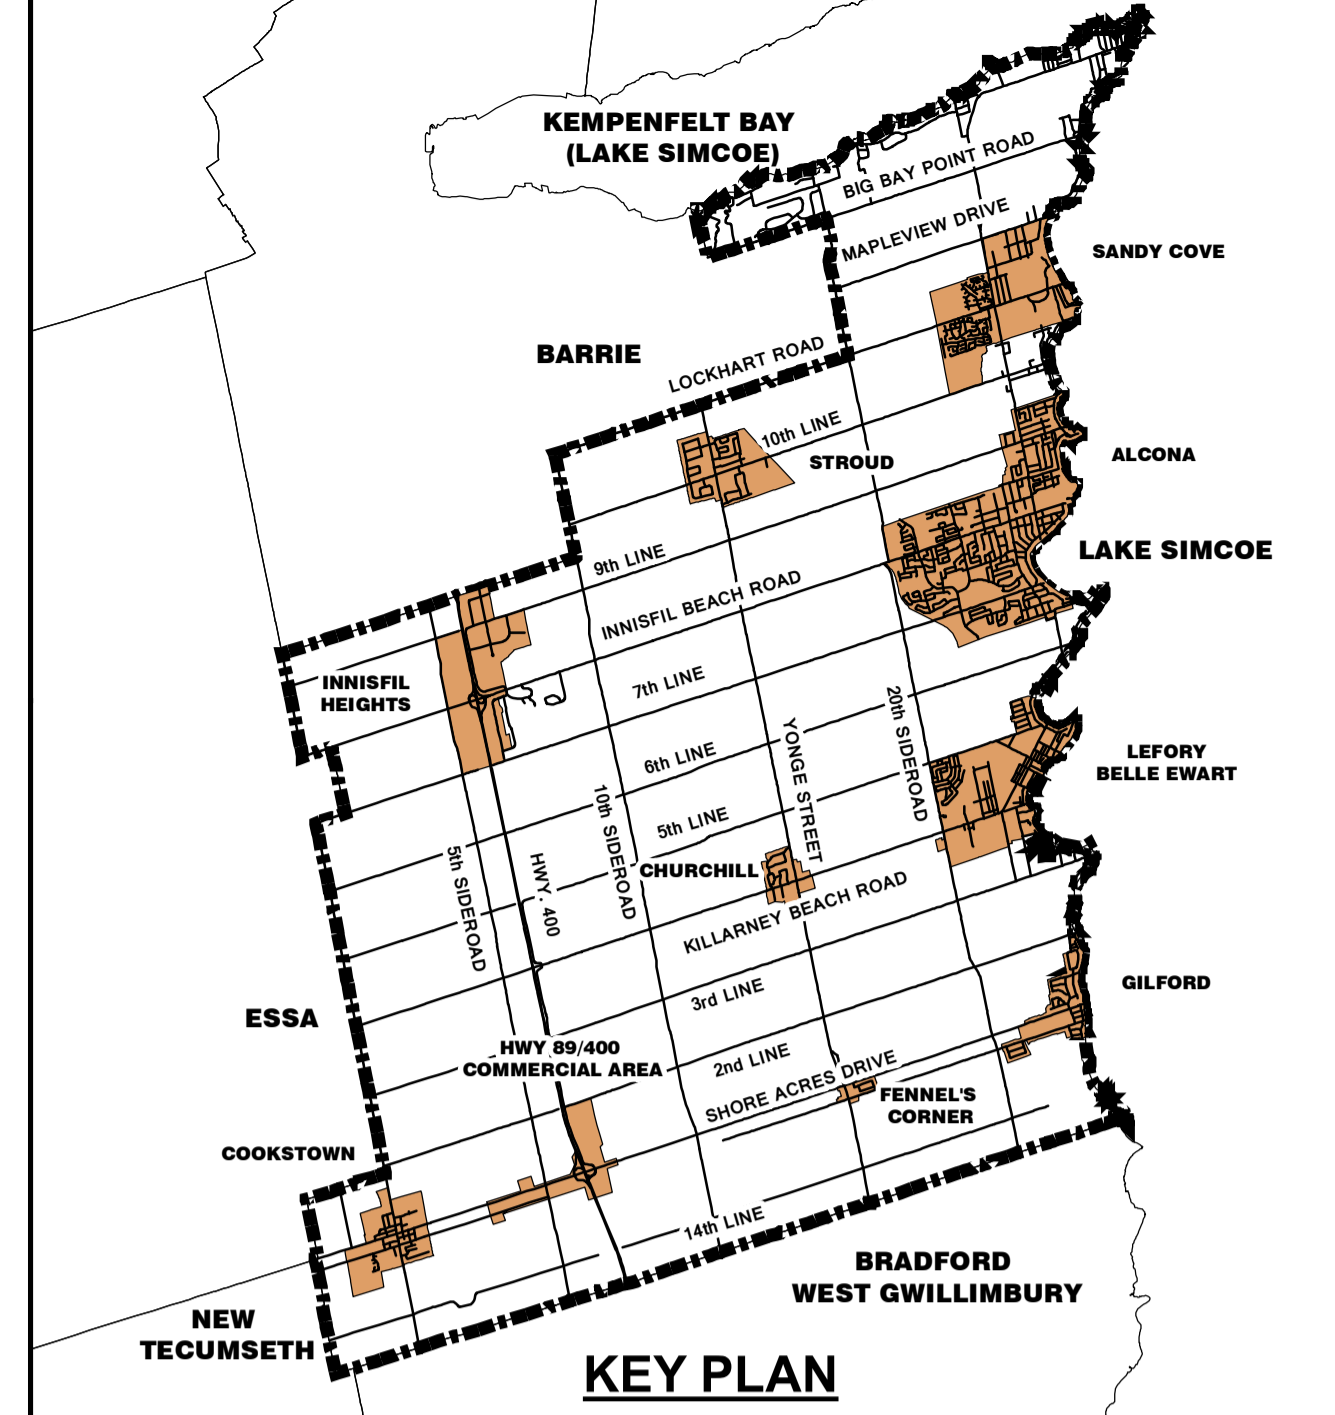 KEMPENFELT BAY
(LAKE SIMCOE)
BIG BAY POINT ROAD
MAPLEVIEW DRIVE
SANDY COVE
BARRIE
LOCKHART ROAD
10th LINE
STROUD
ALCONA
LAKE SIMCOE
9th LINE
INNISFIL BEACH ROAD
INNISFIL
HEIGHTS
7th LINE
20th SIDEROAD
YONGE STREET
6th LINE
LEFORY
BELLE EWART
10th SIDEROAD
5th LINE
5th SIDEROAD
HWY. 400
CHURCHILL
KILLARNEY BEACH ROAD
3rd LINE
GILFORD
ESSA
HWY 89/400
COMMERCIAL AREA
2nd LINE
SHORE ACRES DRIVE
FENNEL'S
CORNER
COOKSTOWN
14th LINE
BRADFORD
WEST GWILLIMBURY
NEW
TECUMSETH
KEY PLAN